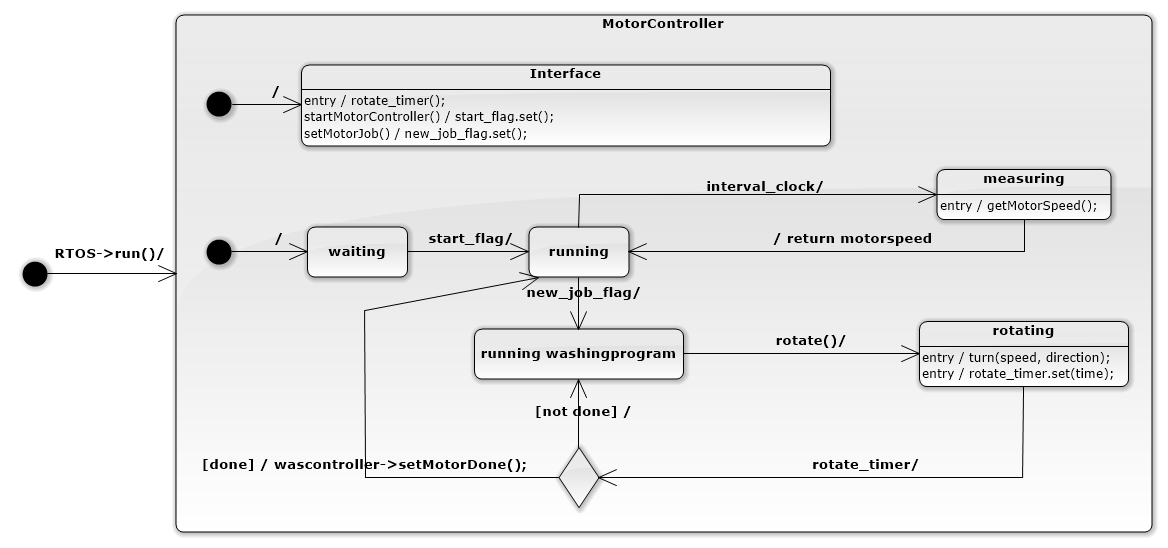 MotorController
Interface
/
entry / rotate_timer();
startMotorController() / start_flag.set();
setMotorJob() / new_job_flag.set();
measuring
interval_clock/
entry / getMotorSpeed();
RTOS->run()/
/
waiting
start_flag/
running
/ return motorspeed
new_job_flag/
running washingprogram
rotate()/
rotating
entry / turn(speed, direction);
entry / rotate_timer.set(time);
[not done] /
[done] / wascontroller->setMotorDone();
rotate_timer/